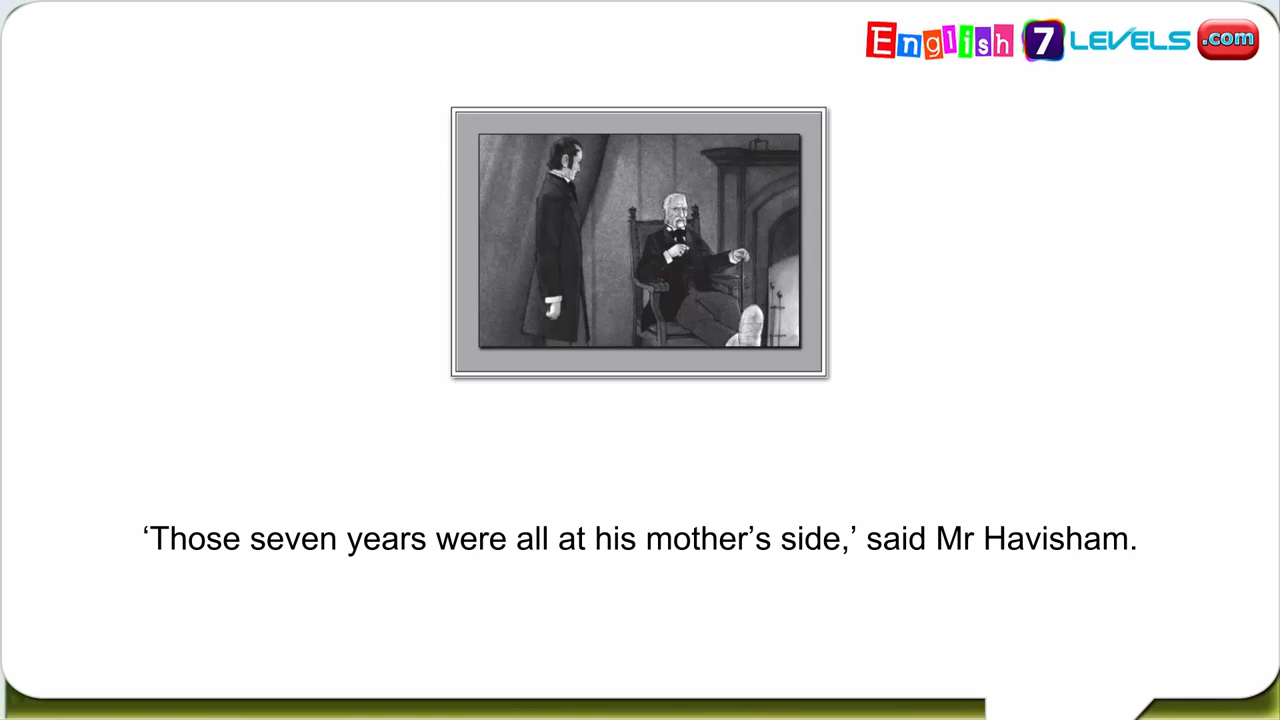 English 7 LEVELS .com
‘Those seven years were all at his mother’s side,’ said Mr Havisham.